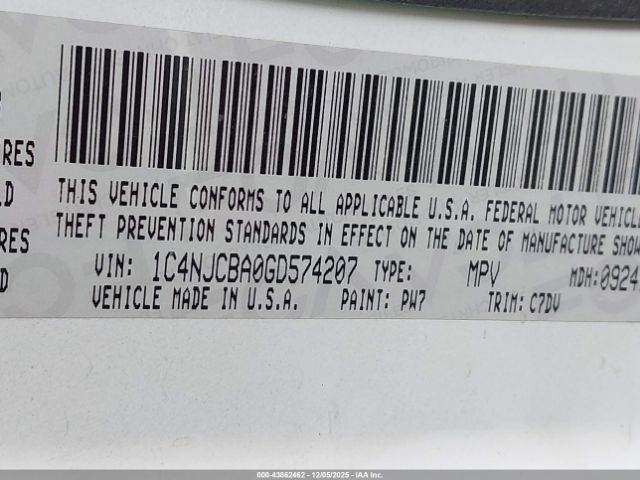 RES
LD
RES
D
THIS VEHICLE CONFORMS TO ALL APPLICABLE U.S.A. FEDERAL MOTOR VEHICLE
THEFT PREVENTION STANDARDS IN EFFECT ON THE DATE OF MANUFACTURE SHOW
VIN: 1C4NJCBA0GD574207 TYPE: MPV MDH:0924
VEHICLE MADE IN U.S.A. PAINT: PW7 TRIM: C7DV
000-43862462 - 12/05/2025 - IAA Inc.